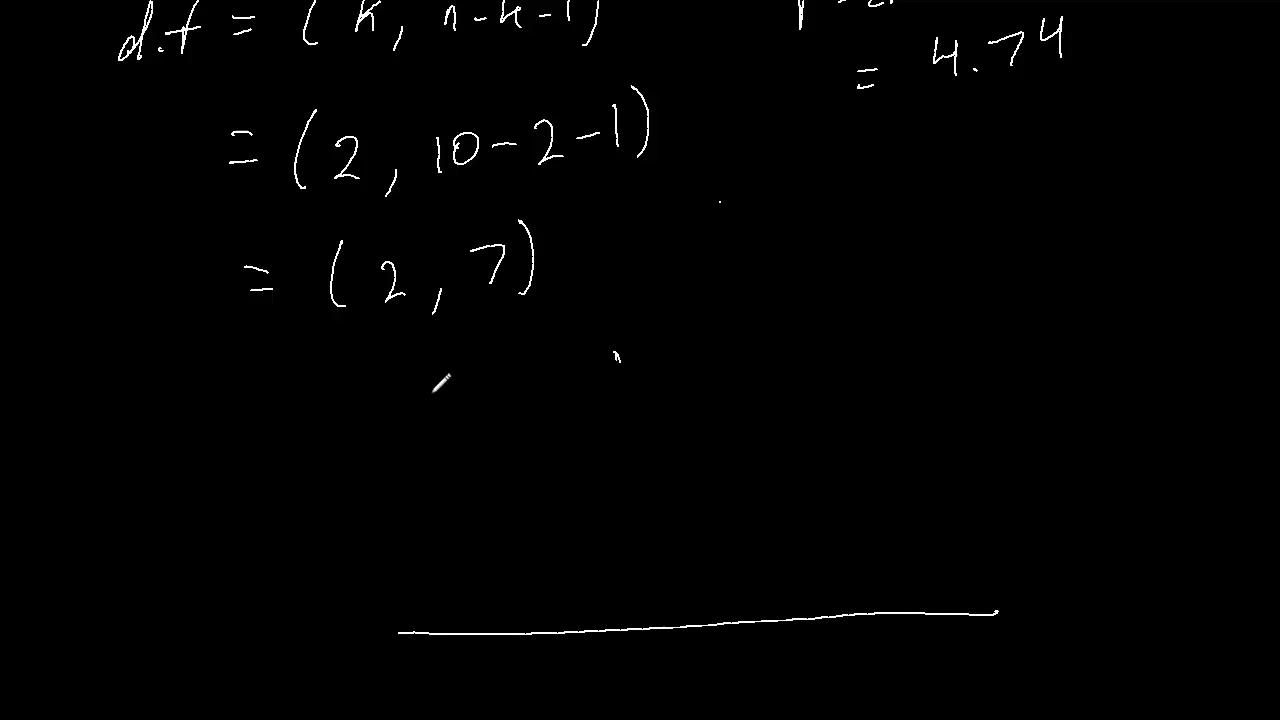 d.f = (k, n-k-1)
= 4.74
= (2, 10-2-1)
= (2, 7)